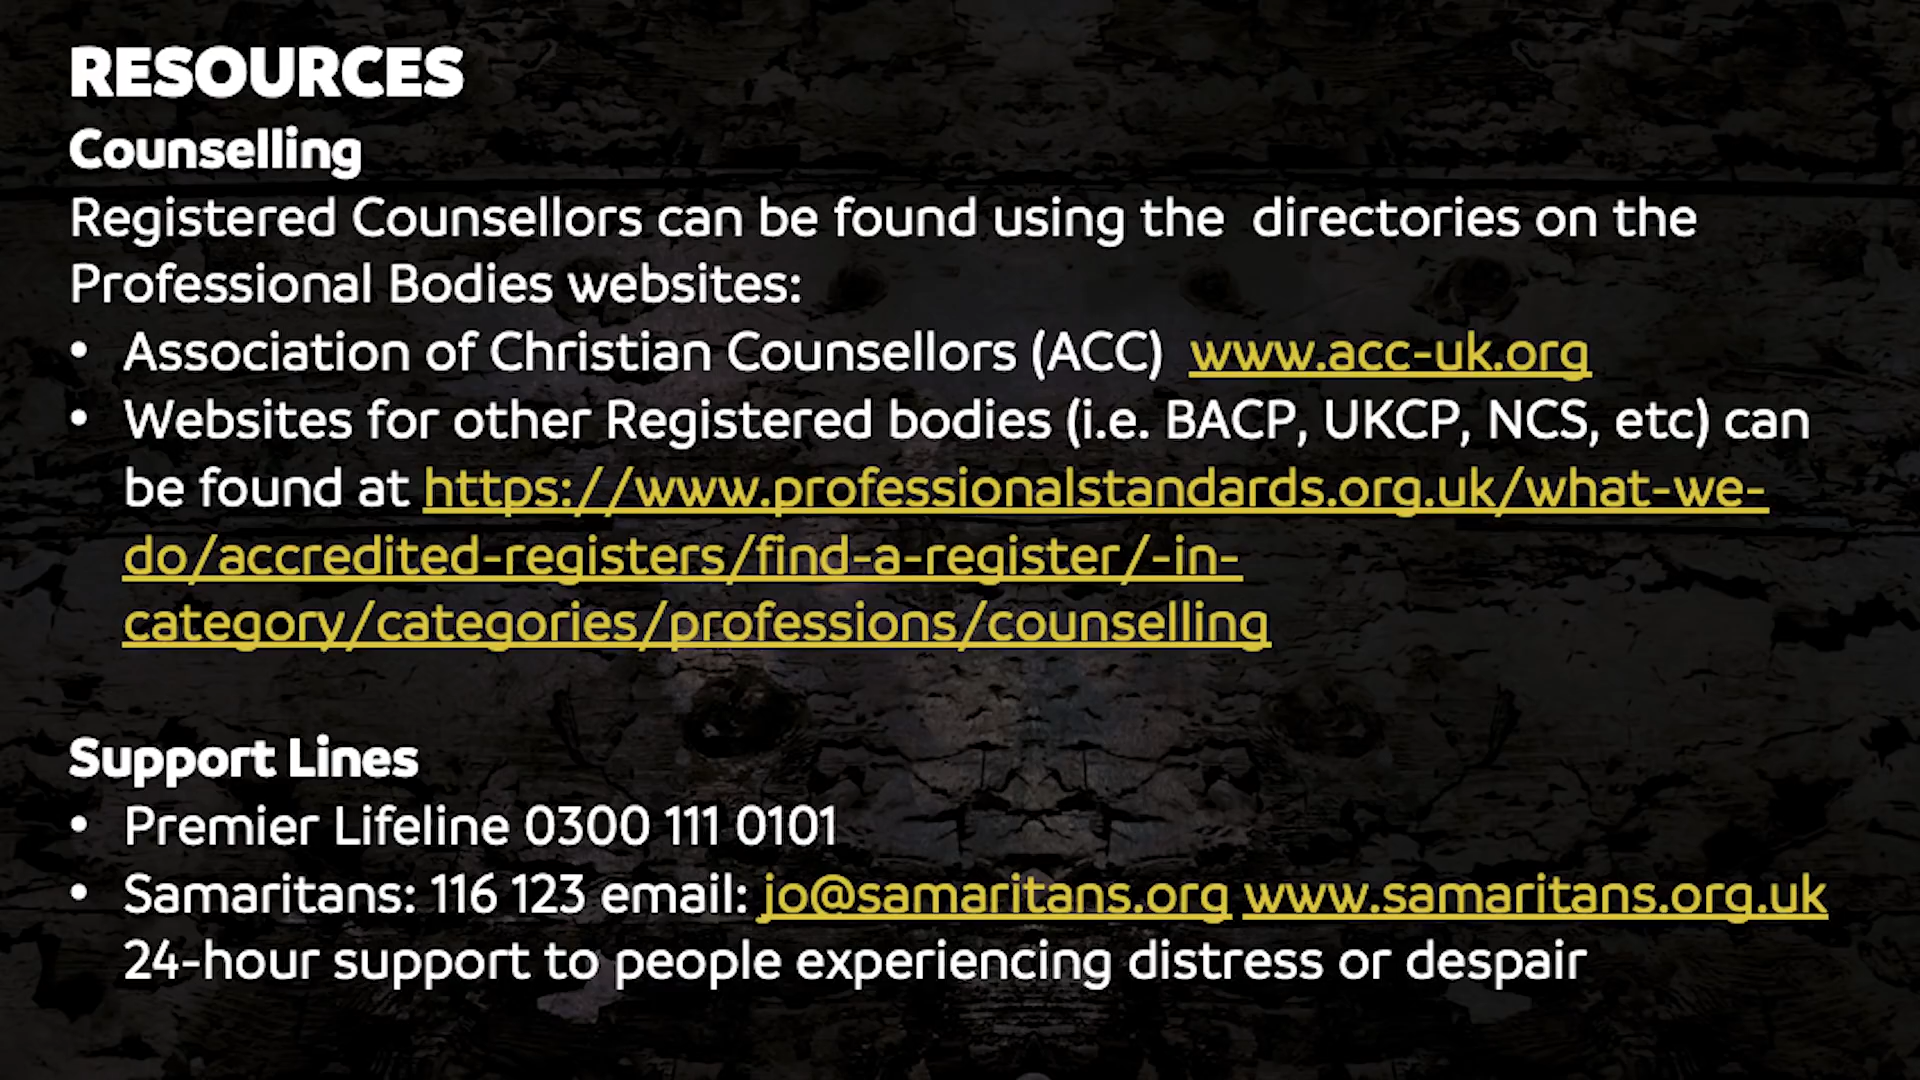 RESOURCES
Counselling
Registered Counsellors can be found using the  directories on the
Professional Bodies websites:
• Association of Christian Counsellors (ACC)  www.acc-uk.org
• Websites for other Registered bodies (i.e. BACP, UKCP, NCS, etc) can
be found at https://www.professionalstandards.org.uk/what-we-
do/accredited-registers/find-a-register/-in-
category/categories/professions/counselling
Support Lines
• Premier Lifeline 0300 111 0101
• Samaritans: 116 123 email: jo@samaritans.org www.samaritans.org.uk
24-hour support to people experiencing distress or despair